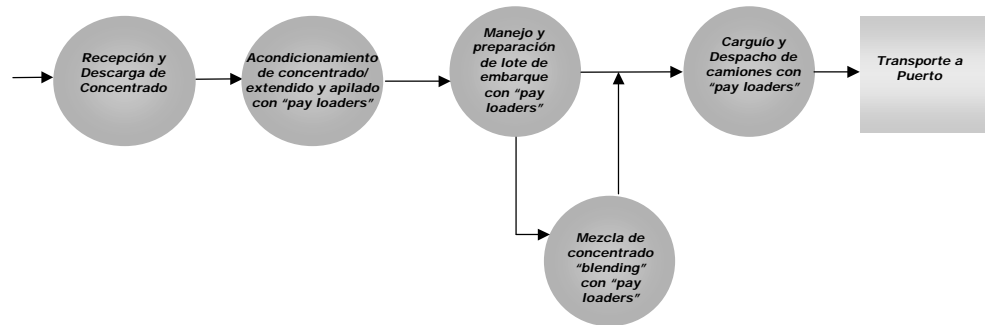 Recepción y
Descarga de
Concentrado
Acondicionamiento
de concentrado/
extendido y apilado
con “pay loaders”
Manejo y
preparación
de lote de
embarque
con “pay
loaders”
Mezcla de
concentrado
“blending”
con “pay
loaders”
Carguío y
Despacho de
camiones con
“pay loaders”
Transporte a
Puerto